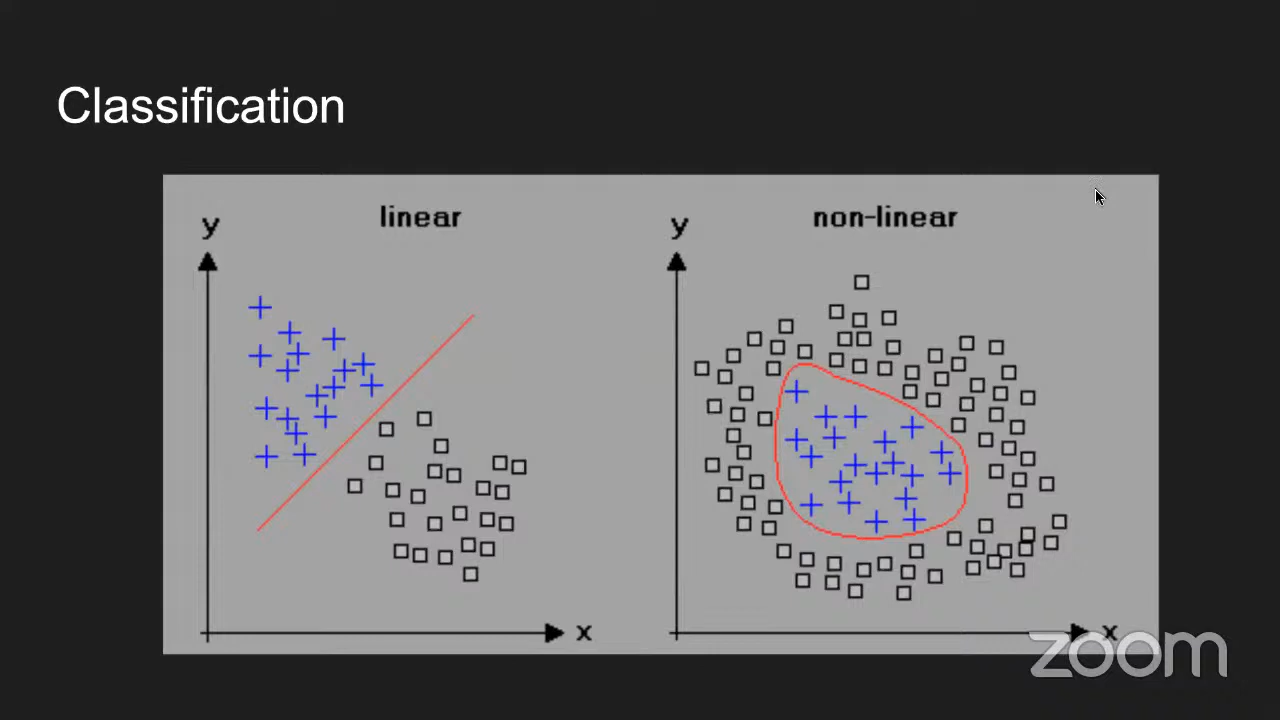 Classification
linear
non-linear
y
y
x
x
zoom